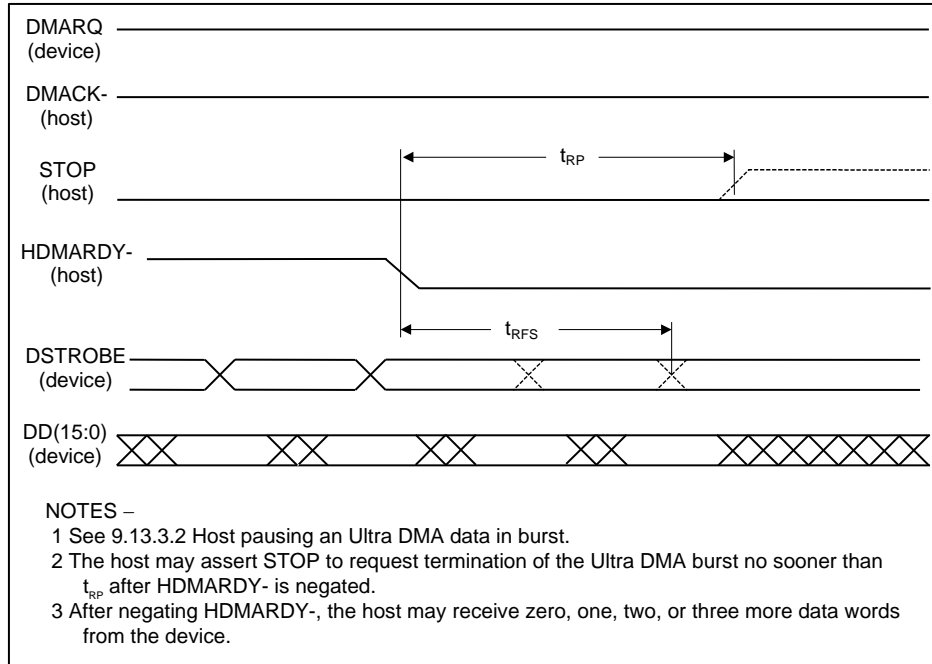 DMARQ
(device)
DMACK-
(host)
STOP
(host)
tRP
HDMARDY-
(host)
tRFS
DSTROBE
(device)
DD(15:0)
(device)
NOTES –
1 See 9.13.3.2 Host pausing an Ultra DMA data in burst.
2 The host may assert STOP to request termination of the Ultra DMA burst no sooner than
tRP after HDMARDY- is negated.
3 After negating HDMARDY-, the host may receive zero, one, two, or three more data words
from the device.